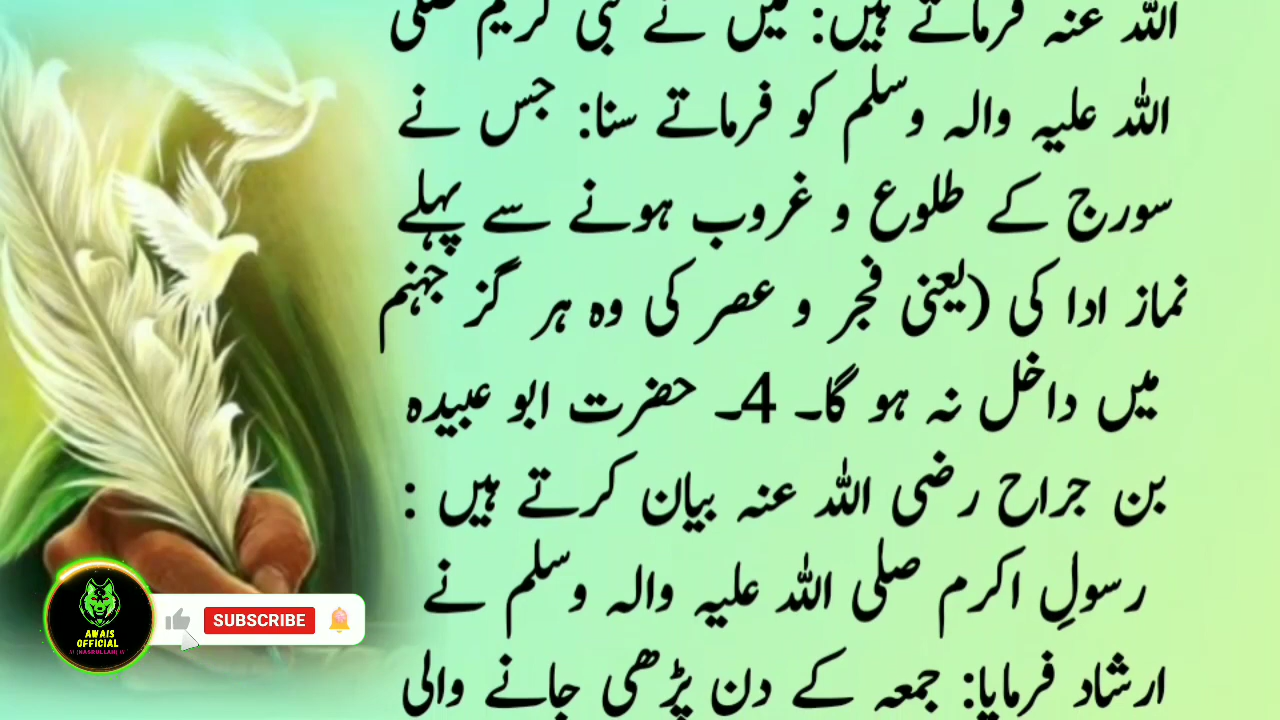 اللہ عنہ فرماتے ہیں: میں نے نبی کریم صلی
اللہ علیہ والہ وسلم کو فرماتے سنا: جس نے
سورج کے طلوع و غروب ہونے سے پہلے
نماز ادا کی (یعنی فجر و عصر کی وہ ہر گز جہنم
میں داخل نہ ہو گا۔ 4۔ حضرت ابو عبیدہ
بن جراح رضی اللہ عنہ بیان کرتے ہیں :
رسولِ اکرم صلی اللہ علیہ والہ وسلم نے
ارشاد فرمایا: جمعہ کے دن پڑھی جانے والی
AWAIS
OFFICIAL
(NASRULLAH)
SUBSCRIBE